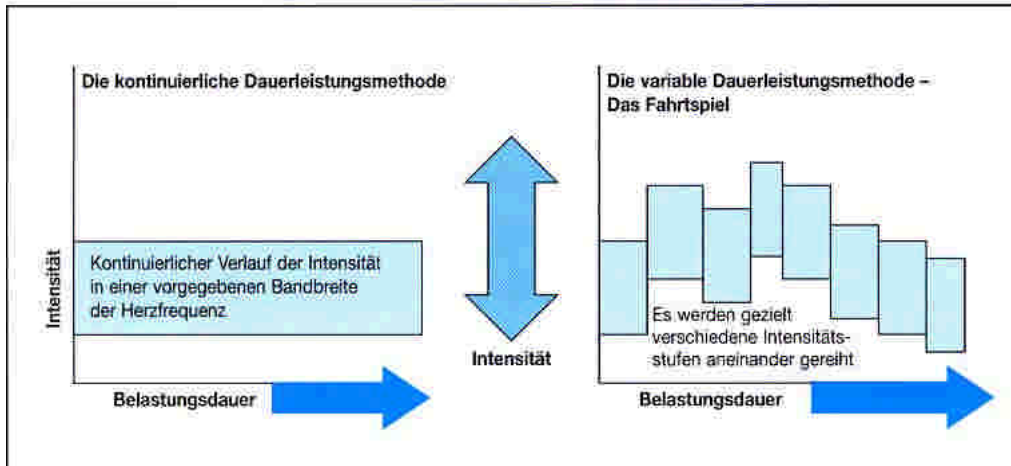 Die kontinuierliche Dauerleistungsmethode
Intensität
Kontinuierlicher Verlauf der Intensität
in einer vorgegebenen Bandbreite
der Herzfrequenz
Belastungsdauer
Intensität
Die variable Dauerleistungsmethode –
Das Fahrtspiel
Es werden gezielt
verschiedene Intensitäts-
stufen aneinander gereiht
Belastungsdauer